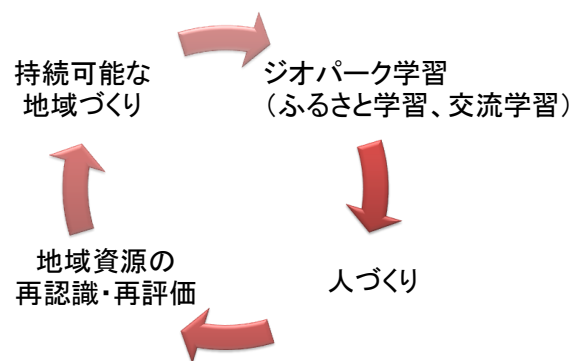 持続可能な
地域づくり
ジオパーク学習
（ふるさと学習、交流学習）
人づくり
地域資源の
再認識・再評価